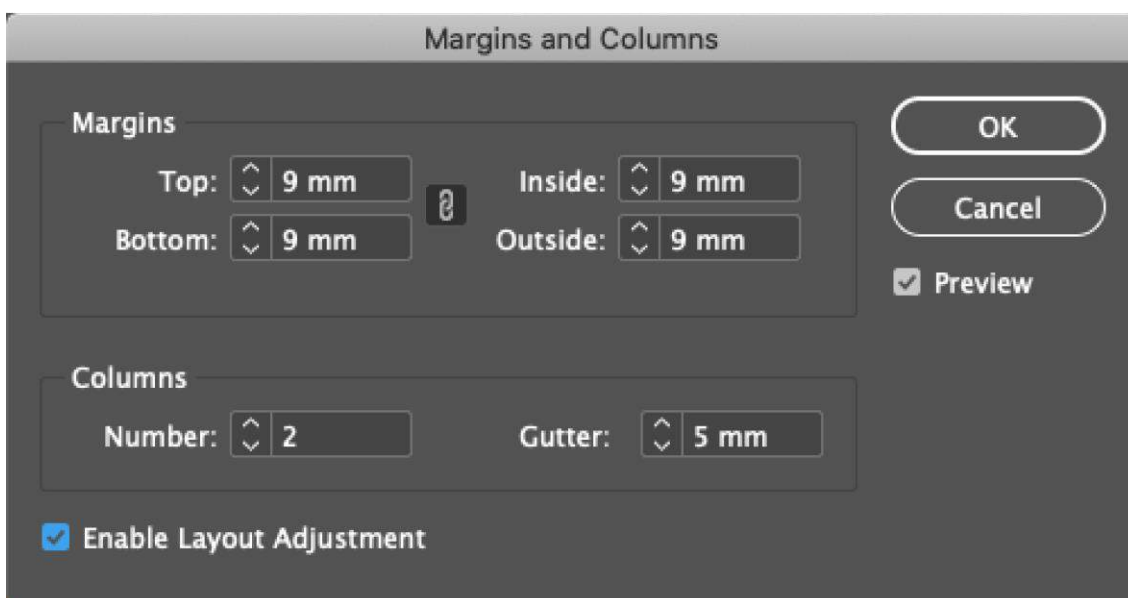 Margins and Columns
Margins
Top: 9 mm
Inside: 9 mm
Bottom: 9 mm
Outside: 9 mm
OK
Cancel
Preview
Columns
Number: 2
Gutter: 5 mm
Enable Layout Adjustment